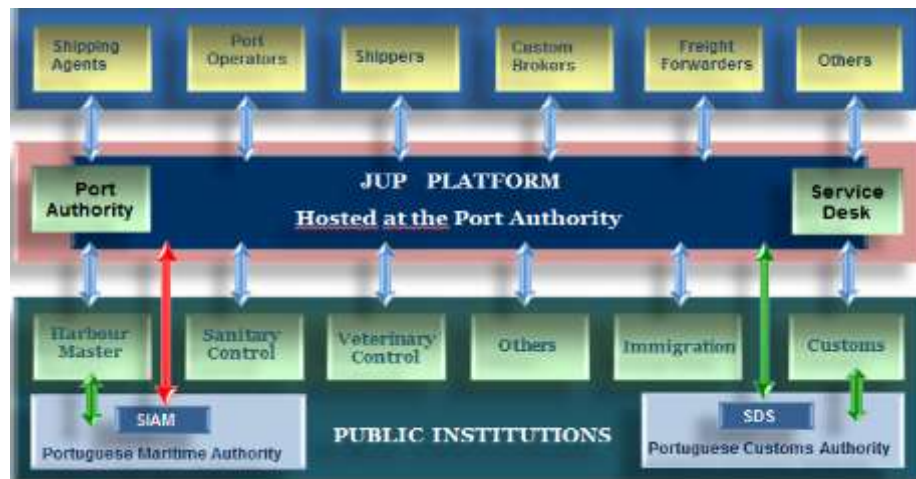 Shipping
Agents
Port
Operators
Shippers
Custom
Brokers
Freight
Forwarders
Others
Port
Authority
JUP PLATFORM
Hosted at the Port Authority
Service
Desk
Harbour
Master
Sanitary
Control
Veterinary
Control
Others
Immigration
Customs
SIAM
Portuguese Maritime Authority
PUBLIC INSTITUTIONS
SDS
Portuguese Customs Authority